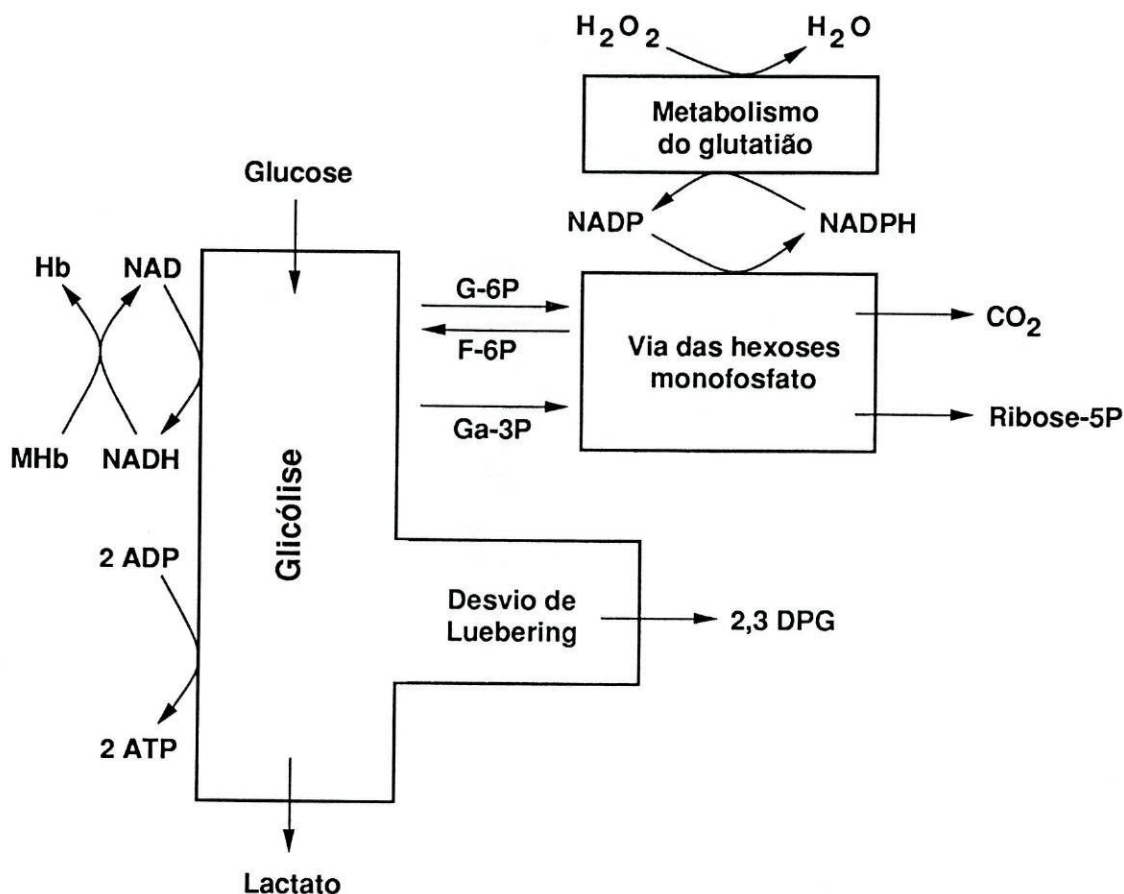 H₂O₂
H₂O
Metabolismo
do glutatião
Glucose
NADP
NADPH
Hb
NAD
G-6P
F-6P
Ga-3P
Via das hexoses
monofosfato
CO₂
Ribose-5P
MHb
NADH
Glicólise
2 ADP
Desvio de
Luebering
2,3 DPG
2 ATP
Lactato